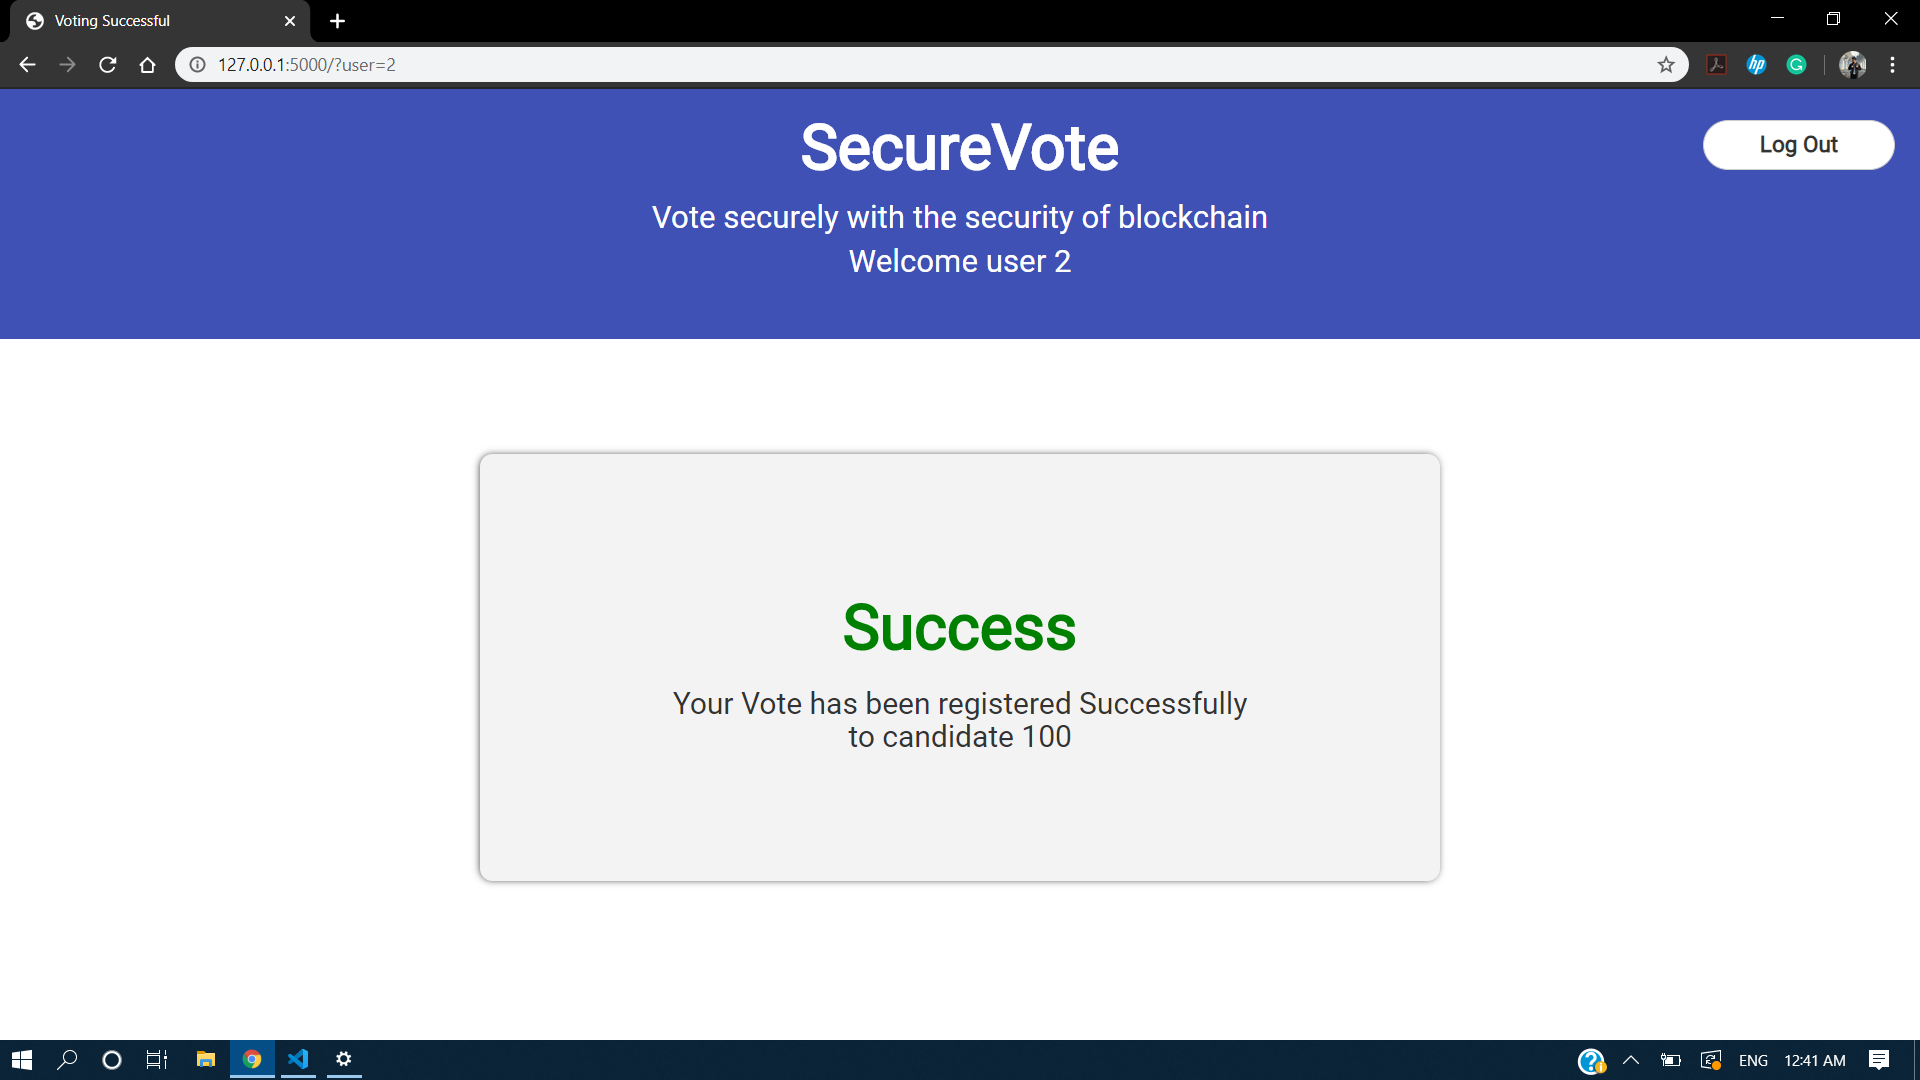 Voting Successful
127.0.0.1:5000/?user=2
SecureVote
Log Out
Vote securely with the security of blockchain
Welcome user 2
Success
Your Vote has been registered Successfully
to candidate 100
ENG
12:41 AM